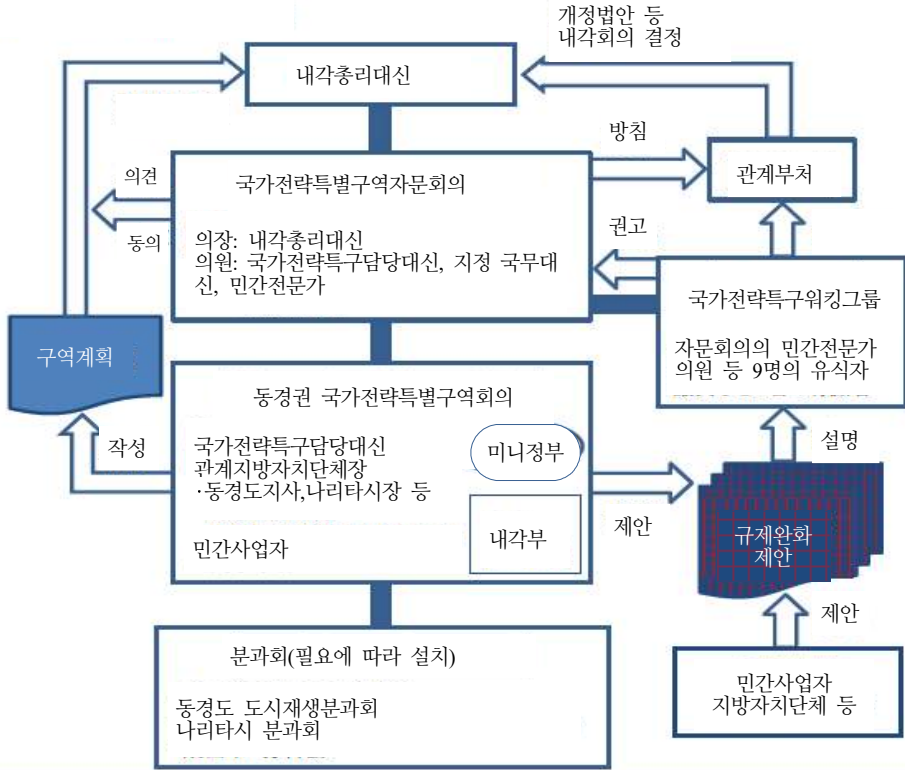 개정법안 등
내각회의 결정
내각총리대신
방침
관계부처
의견
동의
국가전략특별구역자문회의
의장: 내각총리대신
의원: 국가전략특구담당대신, 지정 국무대
신, 민간전문가
권고
국가전략특구워킹그룹
자문회의의 민간전문가
의원 등 9명의 유식자
구역계획
작성
동경권 국가전략특별구역회의
국가전략특구담당대신
관계지방자치단체장
·동경도지사,나리타시장 등
민간사업자
미니정부
내각부
설명
제안
규제완화
제안
제안
분과회(필요에 따라 설치)
동경도 도시재생분과회
나리타시 분과회
민간사업자
지방자치단체 등